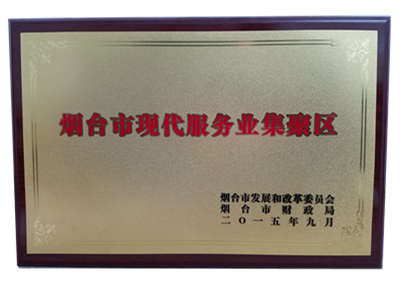 烟台市现代服务业集聚区
烟台市发展和改革委员会
烟台市财政局
二〇一五年九月